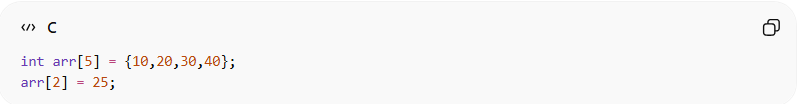 </> C
int arr[5] = {10,20,30,40};
arr[2] = 25;